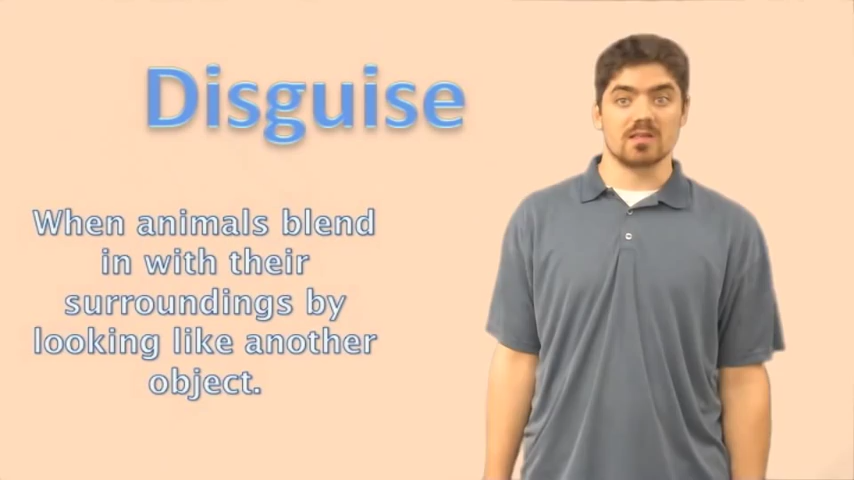 Disguise
When animals blend
in with their
surroundings by
looking like another
object.